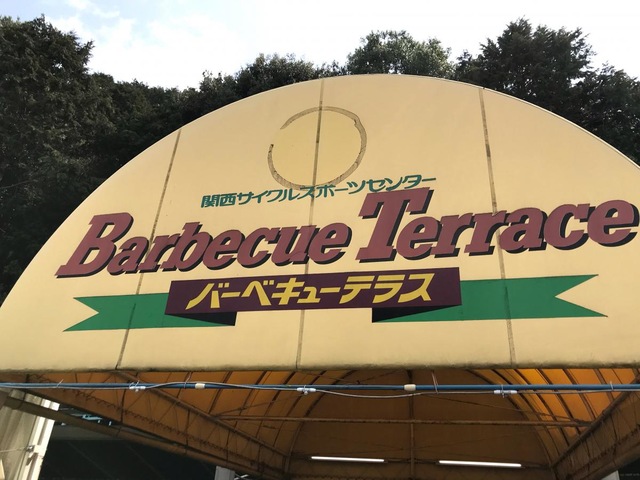 関西サイクルスポーツセンター
Barbecue Terrace
バーベキューテラス